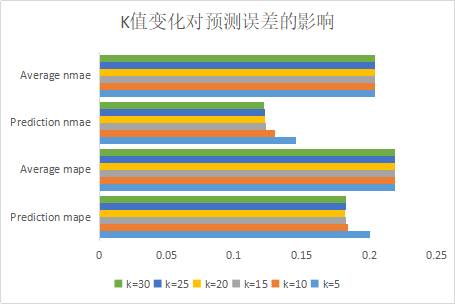 K值变化对预测误差的影响
Average nmae
Prediction nmae
Average mape
Prediction mape
0 0.05 0.1 0.15 0.2 0.25
k=30 k=25 k=20 k=15 k=10 k=5